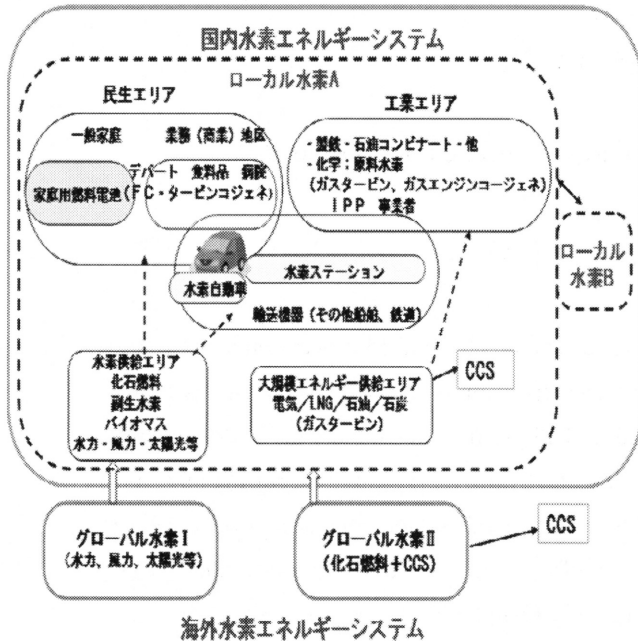 国内水素エネルギーシステム
ローカル水素A
民生エリア
工業エリア
一般家庭 業務(商業)地区
デパート 食料品 病院
家庭用燃料電池
(FC・タービンコジェネ)
・製鉄・石油コンビナート・他
・化学:原料水素
(ガスタービン、ガスエンジンコージェネ)
IPP 事業者
ローカル
水素B
水素ステーション
水素自動車
輸送機器(その他船舶、鉄道)
水素供給エリア
化石燃料
副生水素
バイオマス
水力・風力・太陽光等
大規模エネルギー供給エリア
電気/LNG/石油/石炭
(ガスタービン)
CCS
グローバル水素Ⅰ
(水力、風力、太陽光等)
グローバル水素Ⅱ
(化石燃料+CCS)
CCS
海外水素エネルギーシステム